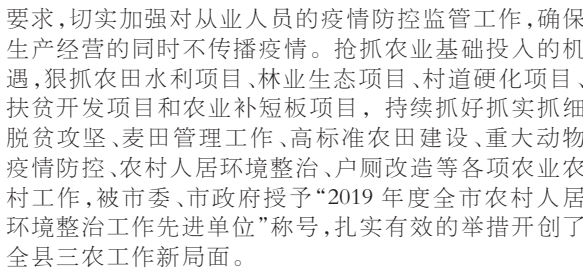 要求,切实加强对从业人员的疫情防控监管工作,确保
生产经营的同时不传播疫情。抢抓农业基础投入的机
遇,狠抓农田水利项目、林业生态项目、村道硬化项目、
扶贫开发项目和农业补短板项目，持续抓好抓实抓细
脱贫攻坚、麦田管理工作、高标准农田建设、重大动物
疫情防控、农村人居环境整治、户厕改造等各项农业农
村工作,被市委、市政府授予“2019 年度全市农村人居
环境整治工作先进单位”称号,扎实有效的举措开创了
全县三农工作新局面。